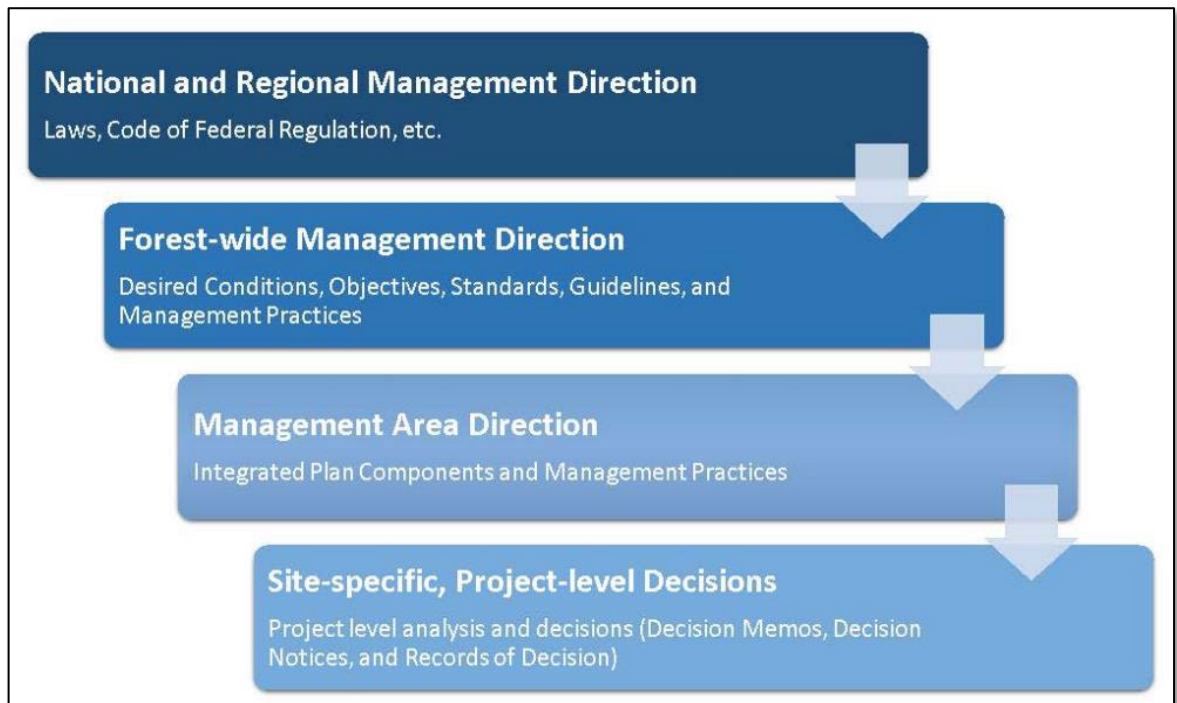 National and Regional Management Direction
Laws, Code of Federal Regulation, etc.
Forest-wide Management Direction
Desired Conditions, Objectives, Standards, Guidelines, and
Management Practices
Management Area Direction
Integrated Plan Components and Management Practices
Site-specific, Project-level Decisions
Project level analysis and decisions (Decision Memos, Decision
Notices, and Records of Decision)